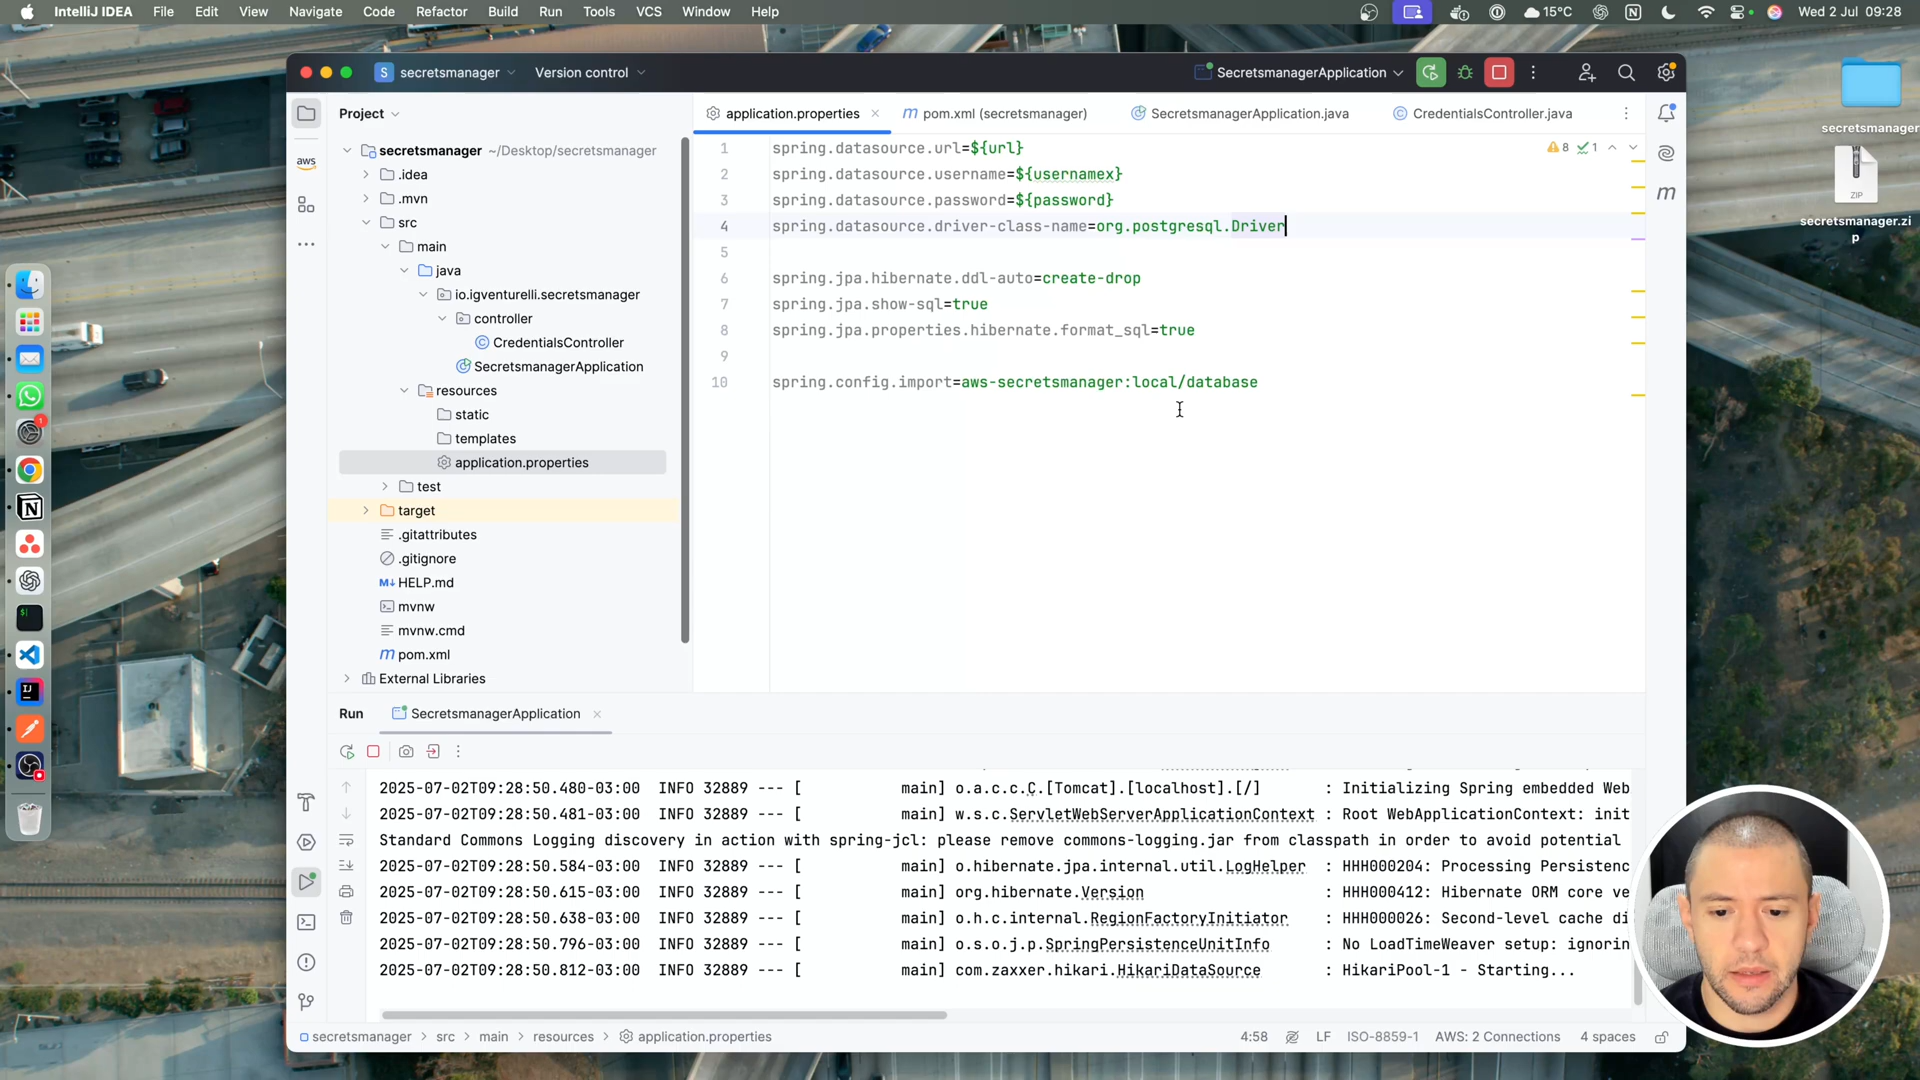 IntelliJ IDEA File Edit View Navigate Code Refactor Build Run Tools VCS Window Help 15°C Wed 2 Jul 09:28
S secretsmanager Version control SecretsmanagerApplication
Project application.properties pom.xml (secretsmanager) SecretsmanagerApplication.java CredentialsController.java
secretsmanager ~/Desktop/secretsmanager
.idea
.mvn
src
main
java
io.igventurelli.secretsmanager
controller
CredentialsController
SecretsmanagerApplication
resources
static
templates
application.properties
test
target
.gitattributes
.gitignore
HELP.md
mvnw
mvnw.cmd
pom.xml
External Libraries
aws
1 spring.datasource.url=${url}
2 spring.datasource.username=${usernamex}
3 spring.datasource.password=${password}
4 spring.datasource.driver-class-name=org.postgresql.Driver
5
6 spring.jpa.hibernate.ddl-auto=create-drop
7 spring.jpa.show-sql=true
8 spring.jpa.properties.hibernate.format_sql=true
9
10 spring.config.import=aws-secretsmanager:local/database
8 1
secretsmanager
ZIP
secretsmanager.zi
p
Run SecretsmanagerApplication
2025-07-02T09:28:50.480-03:00 INFO 32889 --- [ main] o.a.c.c.C.[Tomcat].[localhost].[/] : Initializing Spring embedded Web
2025-07-02T09:28:50.481-03:00 INFO 32889 --- [ main] w.s.c.ServletWebServerApplicationContext : Root WebApplicationContext: init
Standard Commons Logging discovery in action with spring-jcl: please remove commons-logging.jar from classpath in order to avoid potential
2025-07-02T09:28:50.584-03:00 INFO 32889 --- [ main] o.hibernate.jpa.internal.util.LogHelper : HHH000204: Processing Persistenc
2025-07-02T09:28:50.615-03:00 INFO 32889 --- [ main] org.hibernate.Version : HHH000412: Hibernate ORM core ve
2025-07-02T09:28:50.638-03:00 INFO 32889 --- [ main] o.h.c.internal.RegionFactoryInitiator : HHH000026: Second-level cache di
2025-07-02T09:28:50.796-03:00 INFO 32889 --- [ main] o.s.o.j.p.SpringPersistenceUnitInfo : No LoadTimeWeaver setup: ignorin
2025-07-02T09:28:50.812-03:00 INFO 32889 --- [ main] com.zaxxer.hikari.HikariDataSource : HikariPool-1 - Starting...
secretsmanager > src > main > resources > application.properties 4:58 LF ISO-8859-1 AWS: 2 Connections 4 spaces